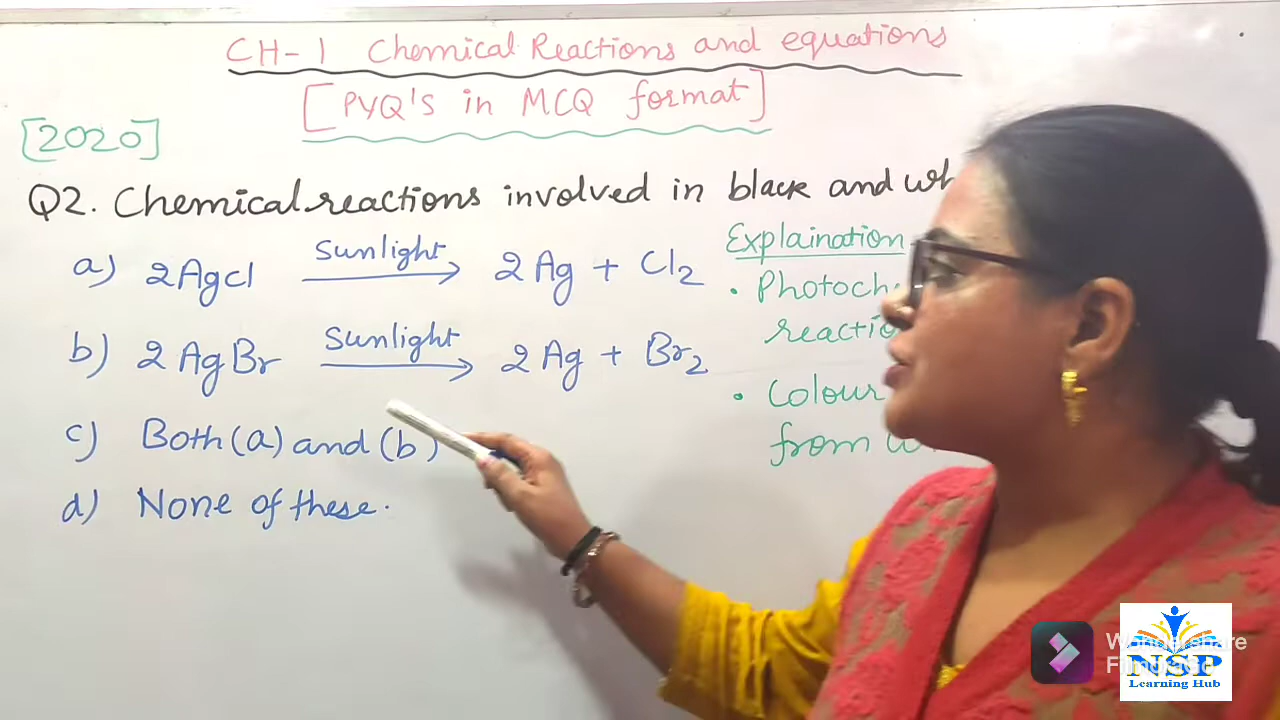 CH-1 Chemical Reactions and equations
[PYQ'S in MCQ format]
[2020]
Q2. Chemical reactions involved in black and wh
a) 2AgCl Sunlight → 2Ag + Cl2
b) 2AgBr Sunlight → 2Ag + Br2
c) Both (a) and (b)
d) None of these.
Explaination
• Photoch
reactio
• Colour
from w
Wondershare
Filmora
NSP
Learning Hub